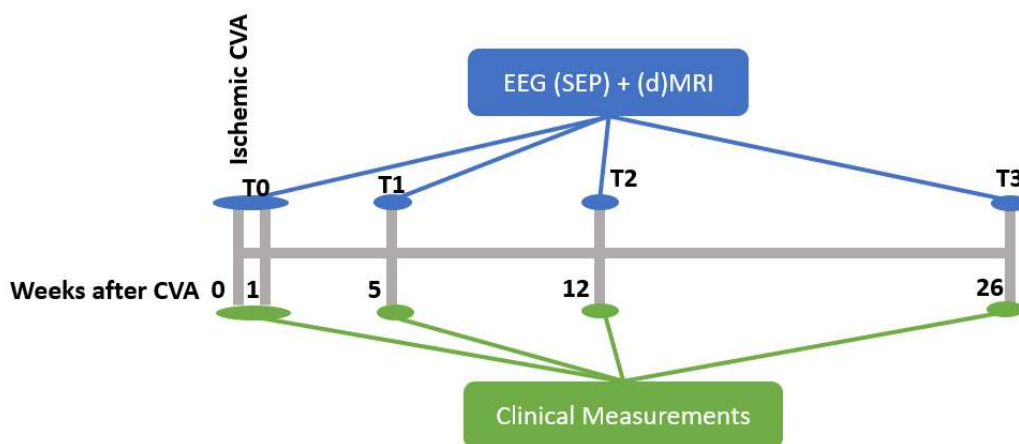 Ischemic CVA
EEG (SEP) + (d)MRI
T0
T1
T2
T3
Weeks after CVA 0 1 5 12 26
Clinical Measurements